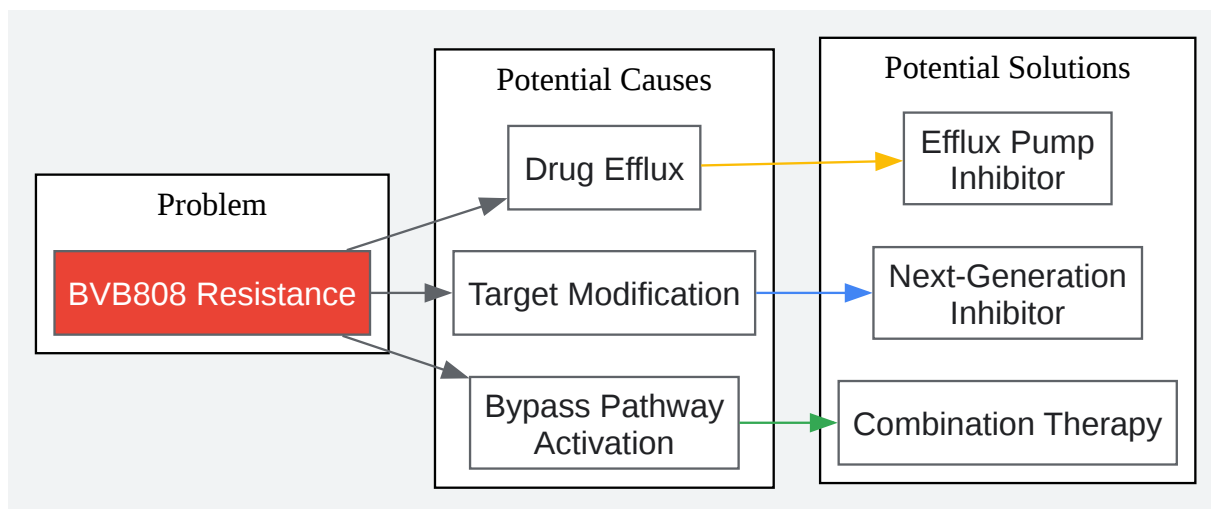 Problem
BVB808 Resistance
Potential Causes
Drug Efflux
Target Modification
Bypass Pathway
Activation
Potential Solutions
Efflux Pump
Inhibitor
Next-Generation
Inhibitor
Combination Therapy